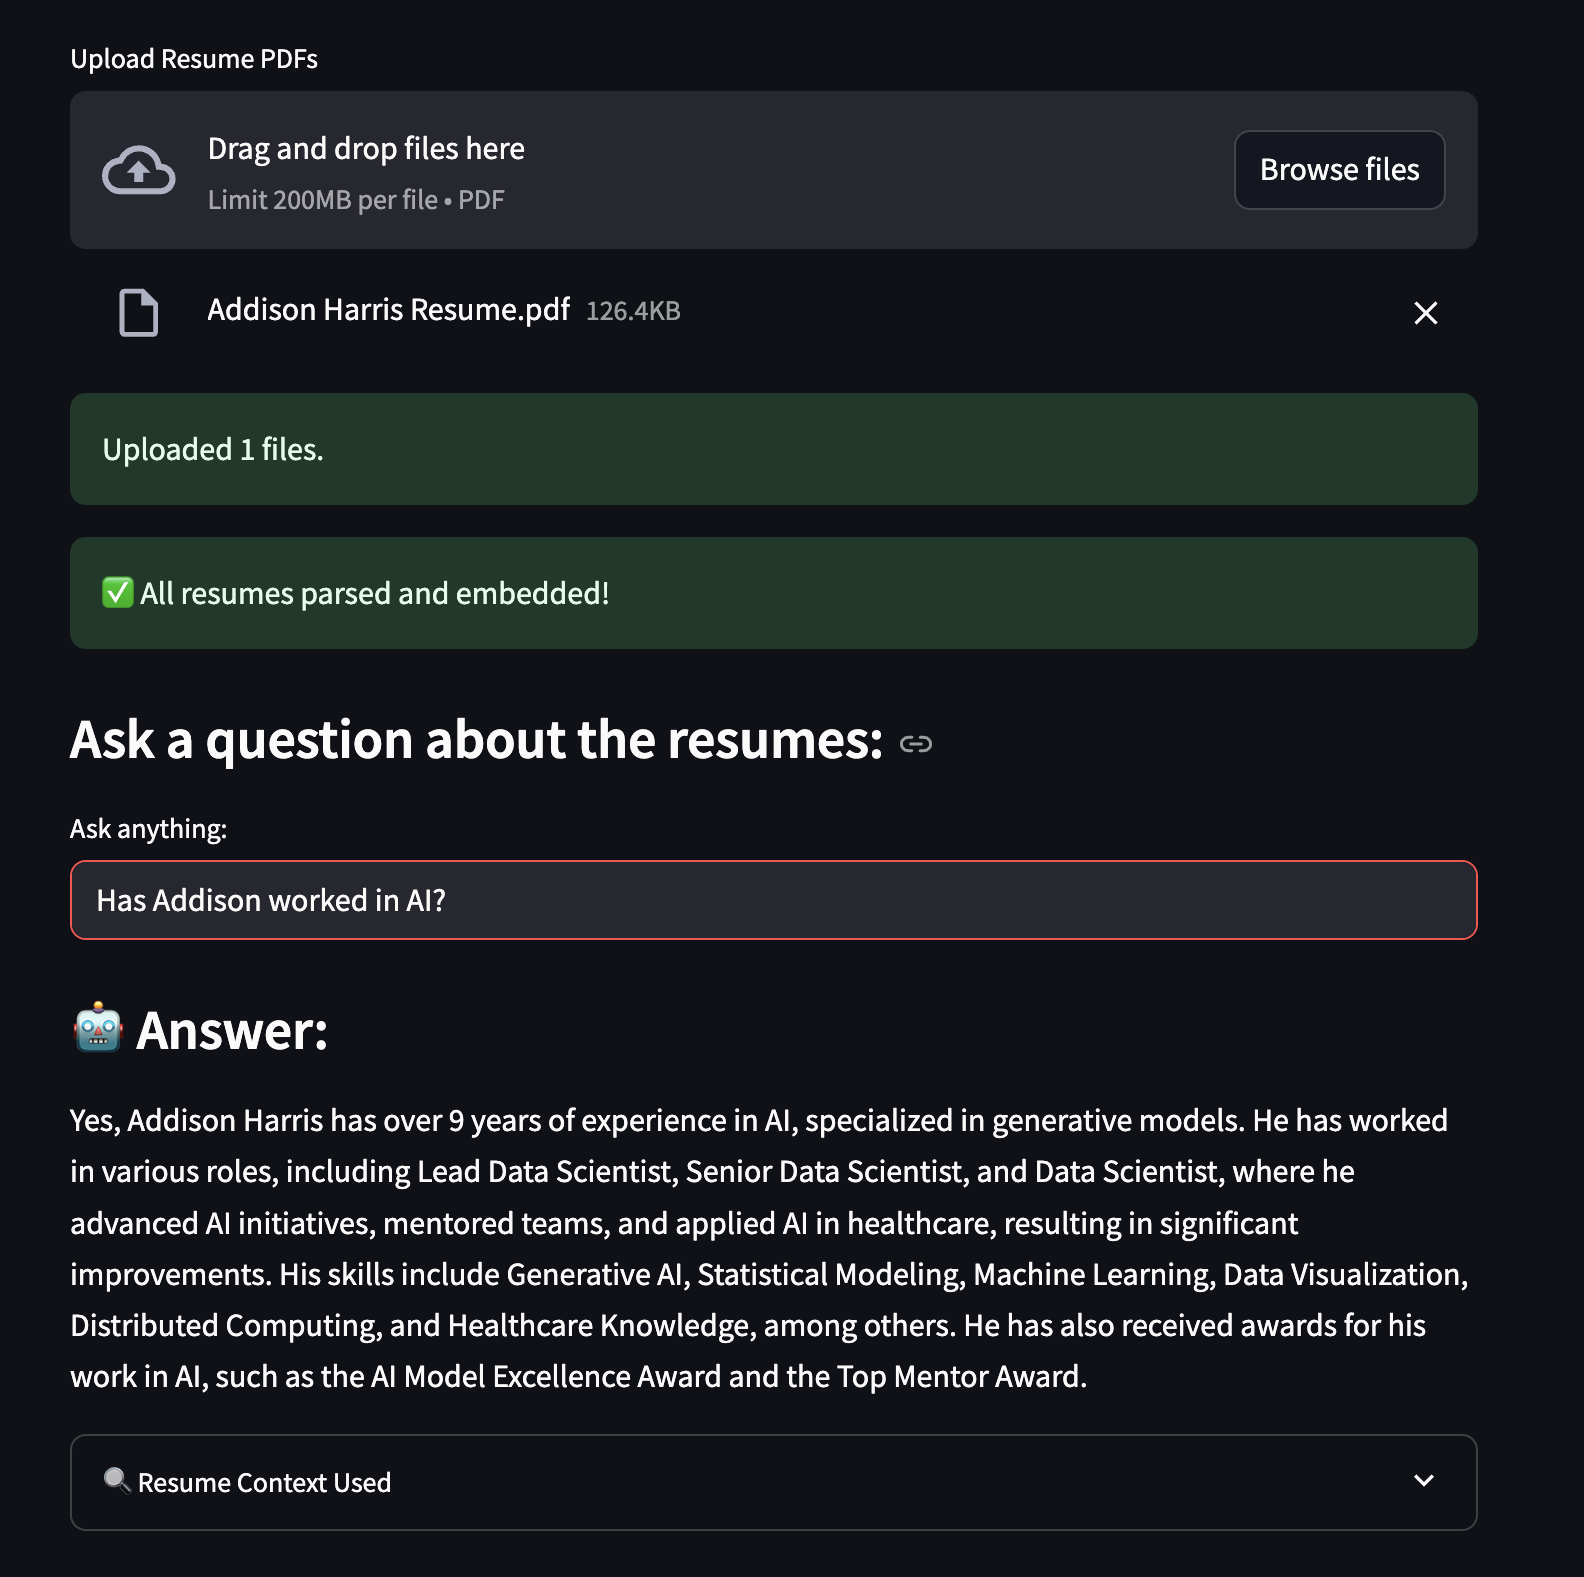 Upload Resume PDFs
Drag and drop files here
Limit 200MB per file • PDF
Browse files
Addison Harris Resume.pdf 126.4KB
Uploaded 1 files.
✅ All resumes parsed and embedded!
Ask a question about the resumes:
Ask anything:
Has Addison worked in AI?
🤖 Answer:
Yes, Addison Harris has over 9 years of experience in AI, specialized in generative models. He has worked
in various roles, including Lead Data Scientist, Senior Data Scientist, and Data Scientist, where he
advanced AI initiatives, mentored teams, and applied AI in healthcare, resulting in significant
improvements. His skills include Generative AI, Statistical Modeling, Machine Learning, Data Visualization,
Distributed Computing, and Healthcare Knowledge, among others. He has also received awards for his
work in AI, such as the AI Model Excellence Award and the Top Mentor Award.
🔍 Resume Context Used